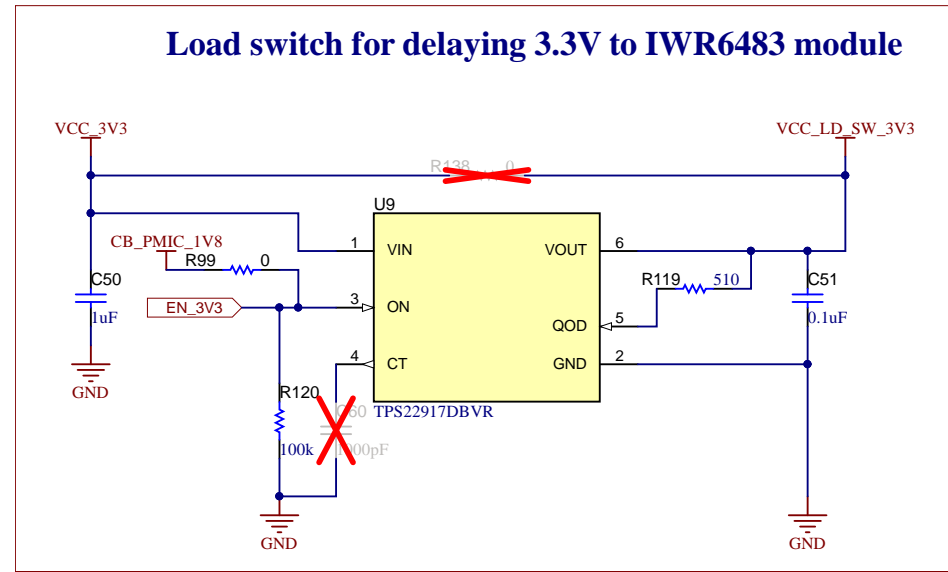 Load switch for delaying 3.3V to IWR6483 module
VCC_3V3
VCC_LD_SW_3V3
R138 0
U9
1 VIN
VOUT 6
CB_PMIC_1V8
R99 0
R119 510
C50
1uF
C51
0.1uF
EN_3V3
3 ON
QOD 5
4 CT
GND 2
GND
R120
100k
C60
1000pF
TPS22917DBVR
GND
GND